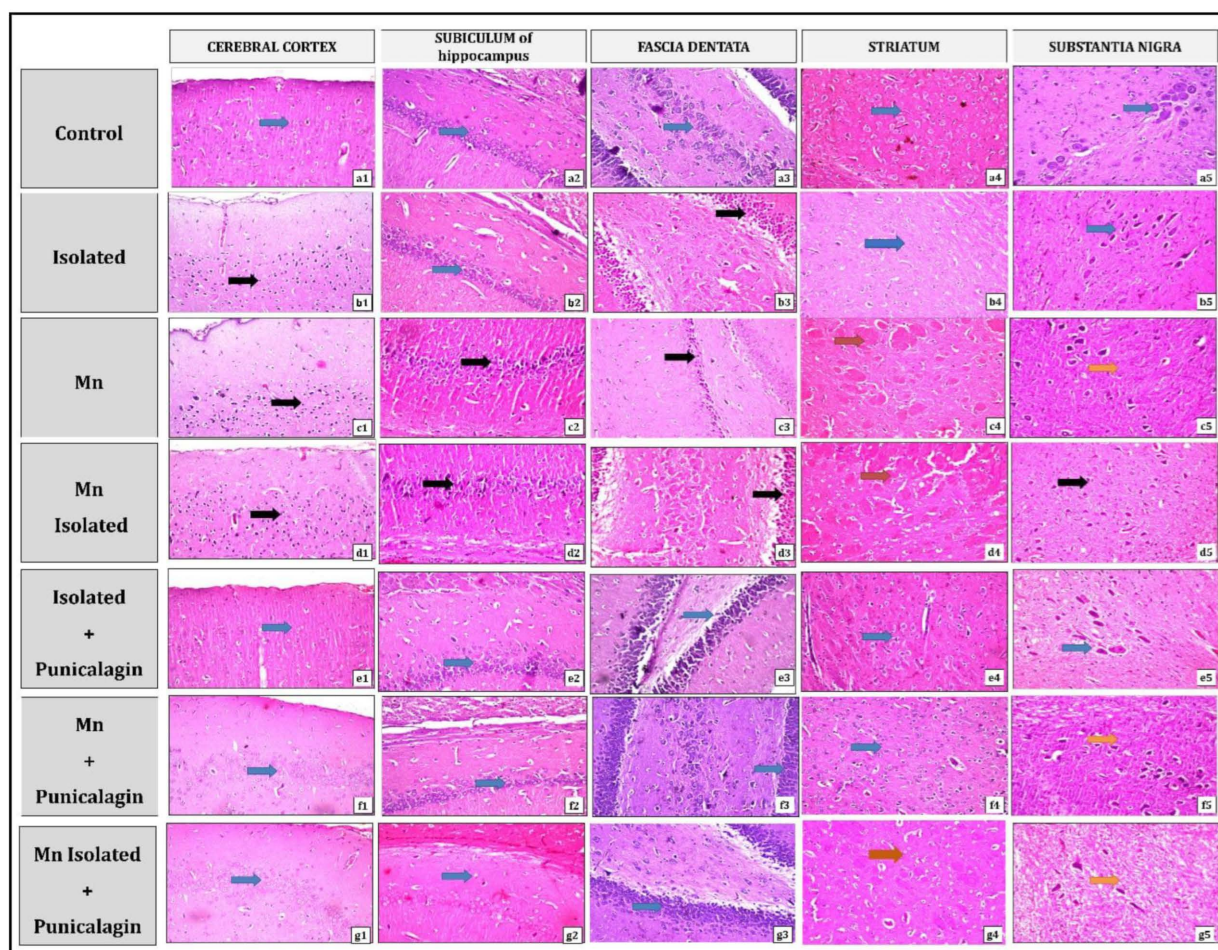 CEREBRAL CORTEX
SUBICULUM of
hippocampus
FASCIA DENTATA
STRIATUM
SUBSTANTIA NIGRA
Control
a1
a2
a3
a4
a5
Isolated
b1
b2
b3
b4
b5
Mn
c1
c2
c3
c4
c5
Mn
Isolated
d1
d2
d3
d4
d5
Isolated
+
Punicalagin
e1
e2
e3
e4
e5
Mn
+
Punicalagin
f1
f2
f3
f4
f5
Mn Isolated
+
Punicalagin
g1
g2
g3
g4
g5